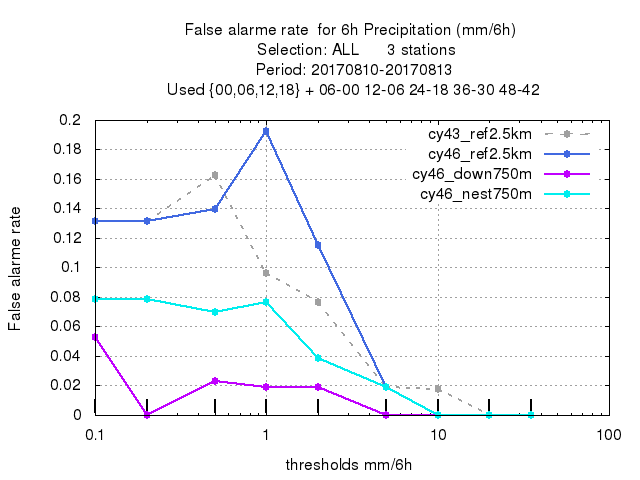 False alarme rate  for 6h Precipitation (mm/6h)
Selection: ALL      3 stations
Period: 20170810-20170813
Used {00,06,12,18} + 06-00 12-06 24-18 36-30 48-42
0.2
0.18
0.16
0.14
0.12
0.1
0.08
0.06
0.04
0.02
0
cy43_ref2.5km
cy46_ref2.5km
cy46_down750m
cy46_nest750m
False alarme rate
0.1 1 10 100
thresholds mm/6h